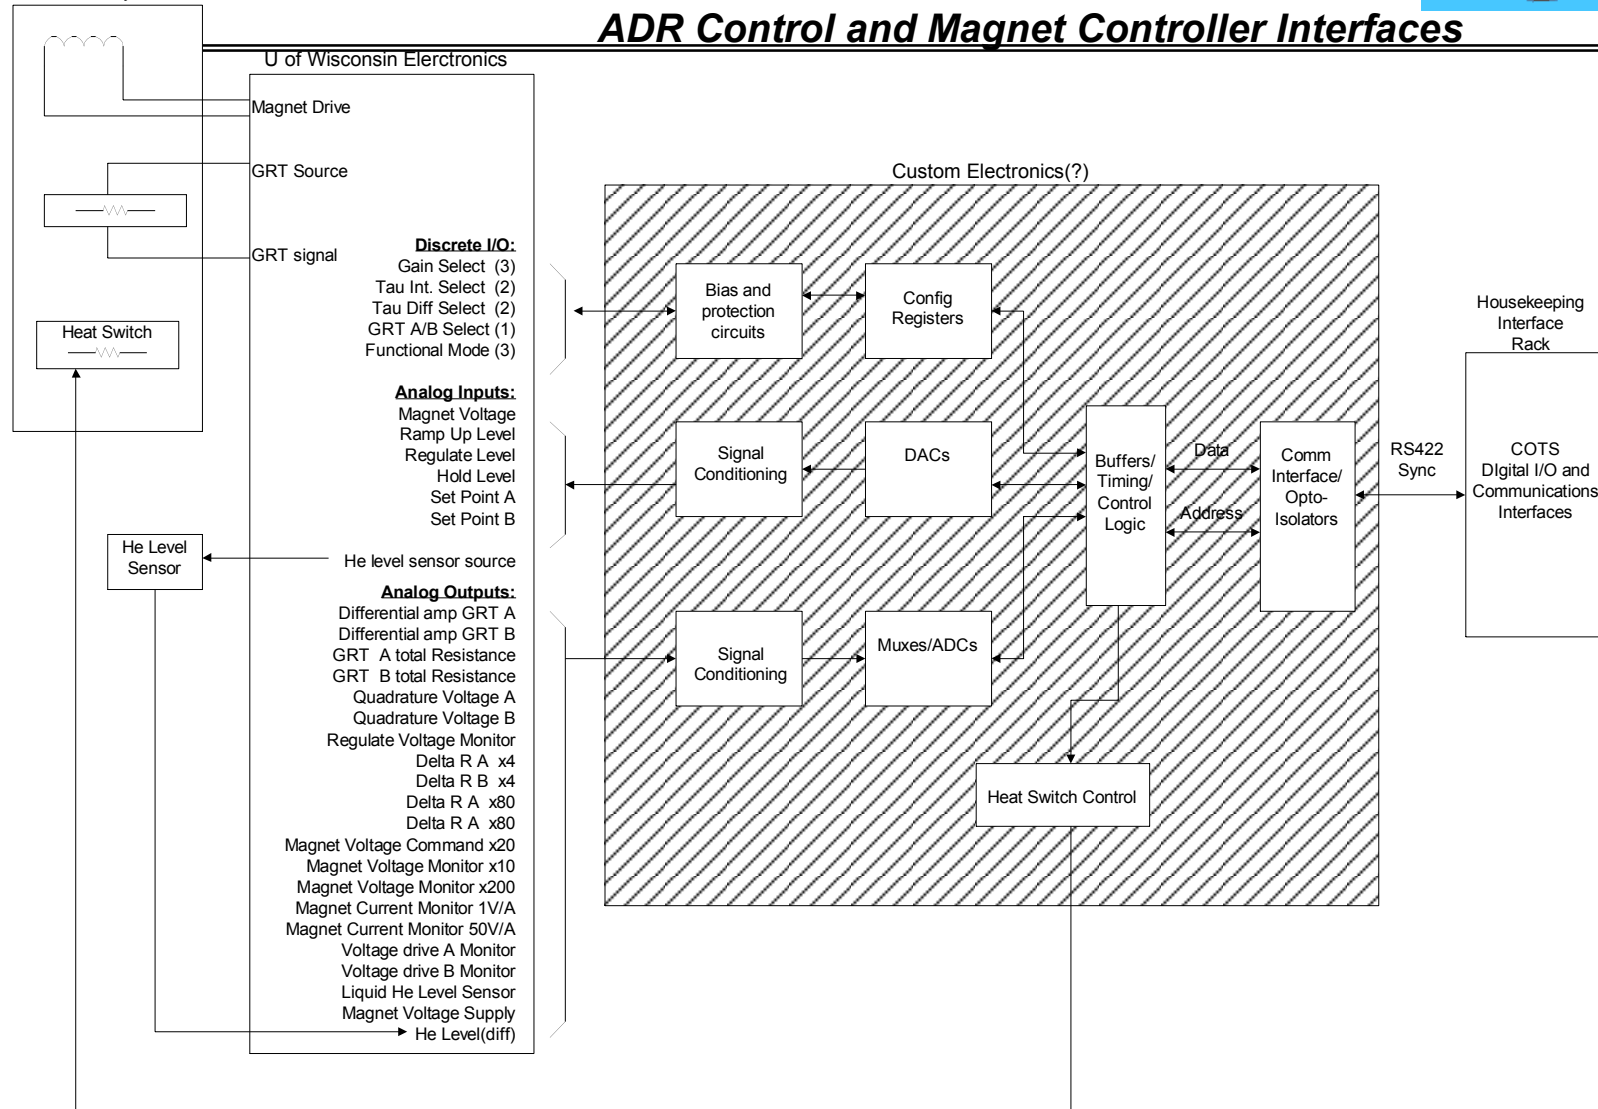 ADR Control and Magnet Controller Interfaces
U of Wisconsin Elerctronics
Magnet Drive
GRT Source
GRT signal
Heat Switch
Discrete I/O:
Gain Select (3)
Tau Int. Select (2)
Tau Diff Select (2)
GRT A/B Select (1)
Functional Mode (3)
Analog Inputs:
Magnet Voltage
Ramp Up Level
Regulate Level
Hold Level
Set Point A
Set Point B
He Level
Sensor
He level sensor source
Analog Outputs:
Differential amp GRT A
Differential amp GRT B
GRT A total Resistance
GRT B total Resistance
Quadrature Voltage A
Quadrature Voltage B
Regulate Voltage Monitor
Delta R A x4
Delta R B x4
Delta R A x80
Delta R A x80
Magnet Voltage Command x20
Magnet Voltage Monitor x10
Magnet Voltage Monitor x200
Magnet Current Monitor 1V/A
Magnet Current Monitor 50V/A
Voltage drive A Monitor
Voltage drive B Monitor
Liquid He Level Sensor
Magnet Voltage Supply
He Level(diff)
Custom Electronics(?)
Bias and
protection
circuits
Config
Registers
Signal
Conditioning
DACs
Signal
Conditioning
Muxes/ADCs
Buffers/
Timing/
Control
Logic
Data
Address
Comm
Interface/
Opto-
Isolators
Heat Switch Control
RS422
Sync
Housekeeping
Interface
Rack
COTS
DIgital I/O and
Communications
Interfaces